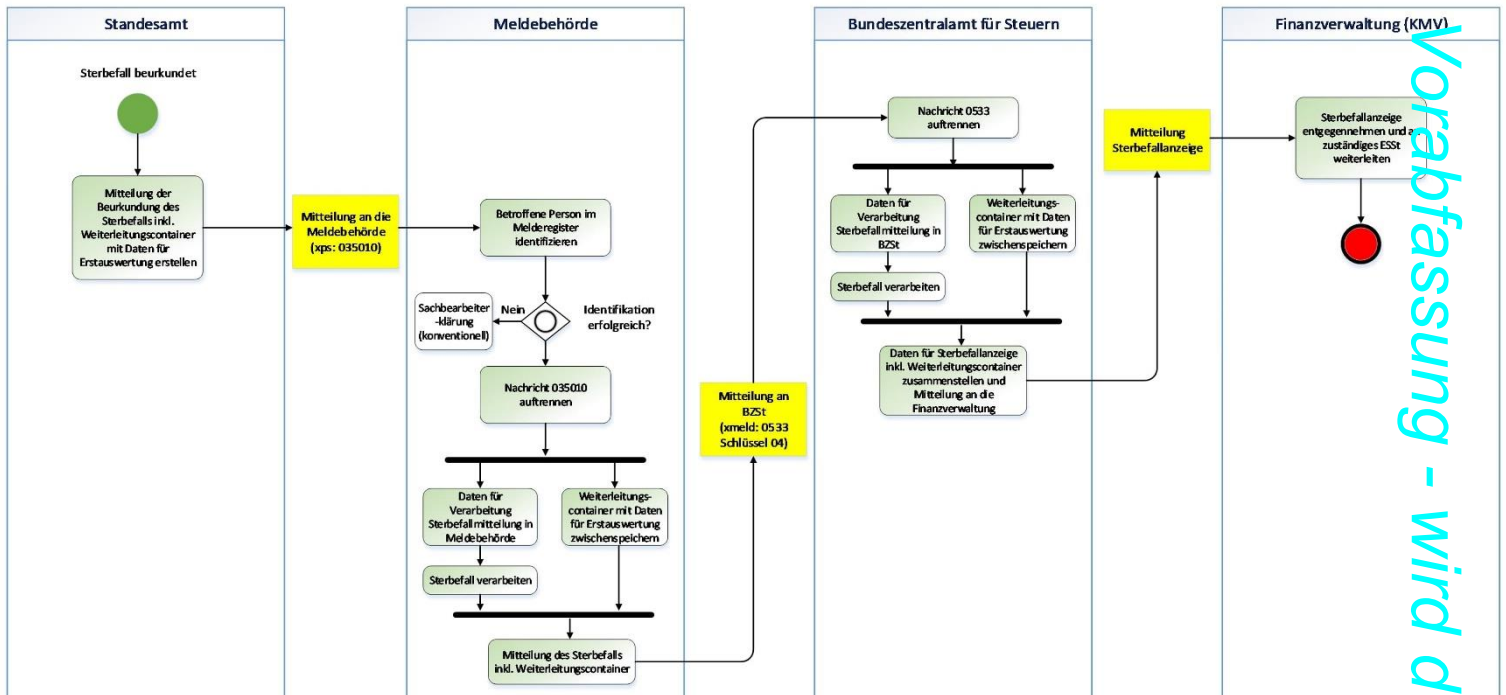 Standesamt
Sterbefall beurkundet
Mitteilung der
Beurkundung des
Sterbefalls inkl.
Weiterleitungscontainer
mit Daten für
Erstauswertung erstellen
Mitteilung an die
Meldebehörde
(xps: 035010)
Meldebehörde
Betroffene Person im
Melderegister
identifizieren
Identifikation
erfolgreich?
Nein
Sachbearbeiter
-klärung
(konventionell)
Nachricht 035010
auftrennen
Daten für
Verarbeitung
Sterbefallmitteilung in
Meldebehörde
Weiterleitungs-
container mit Daten
für Erstauswertung
zwischenspeichern
Sterbefall verarbeiten
Mitteilung des Sterbefalls
inkl. Weiterleitungscontainer
Mitteilung an
BZSt
(xmeld: 0533
Schlüssel 04)
Bundeszentralamt für Steuern
Nachricht 0533
auftrennen
Daten für
Verarbeitung
Sterbefallmitteilung in
BZSt
Weiterleitungs-
container mit Daten
für Erstauswertung
zwischenspeichern
Sterbefall verarbeiten
Daten für Sterbefallanzeige
inkl. Weiterleitungscontainer
zusammenstellen und
Mitteilung an die
Finanzverwaltung
Mitteilung
Sterbefallanzeige
Finanzverwaltung (KMV)
Sterbefallanzeige
entgegennehmen und
zuständiges ESSt
weiterleiten
Vorabfassung - wird d